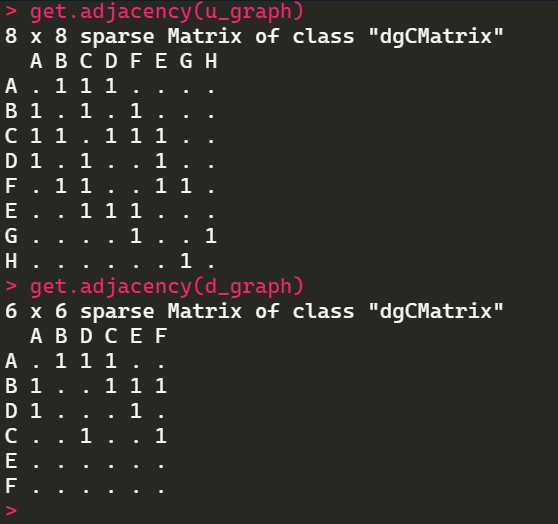 > get.adjacency(u_graph)
8 x 8 sparse Matrix of class "dgCMatrix"
  A B C D F E G H
A . 1 1 1 . . . .
B 1 . 1 . 1 . . .
C 1 1 . 1 1 1 . .
D 1 . 1 . . 1 . .
F . 1 1 . . 1 1 .
E . . 1 1 1 . . .
G . . . . 1 . . 1
H . . . . . . 1 .
> get.adjacency(d_graph)
6 x 6 sparse Matrix of class "dgCMatrix"
  A B D C E F
A . 1 1 1 . .
B 1 . . 1 1 1
D 1 . . . 1 .
C . . 1 . . 1
E . . . . . .
F . . . . . .
>